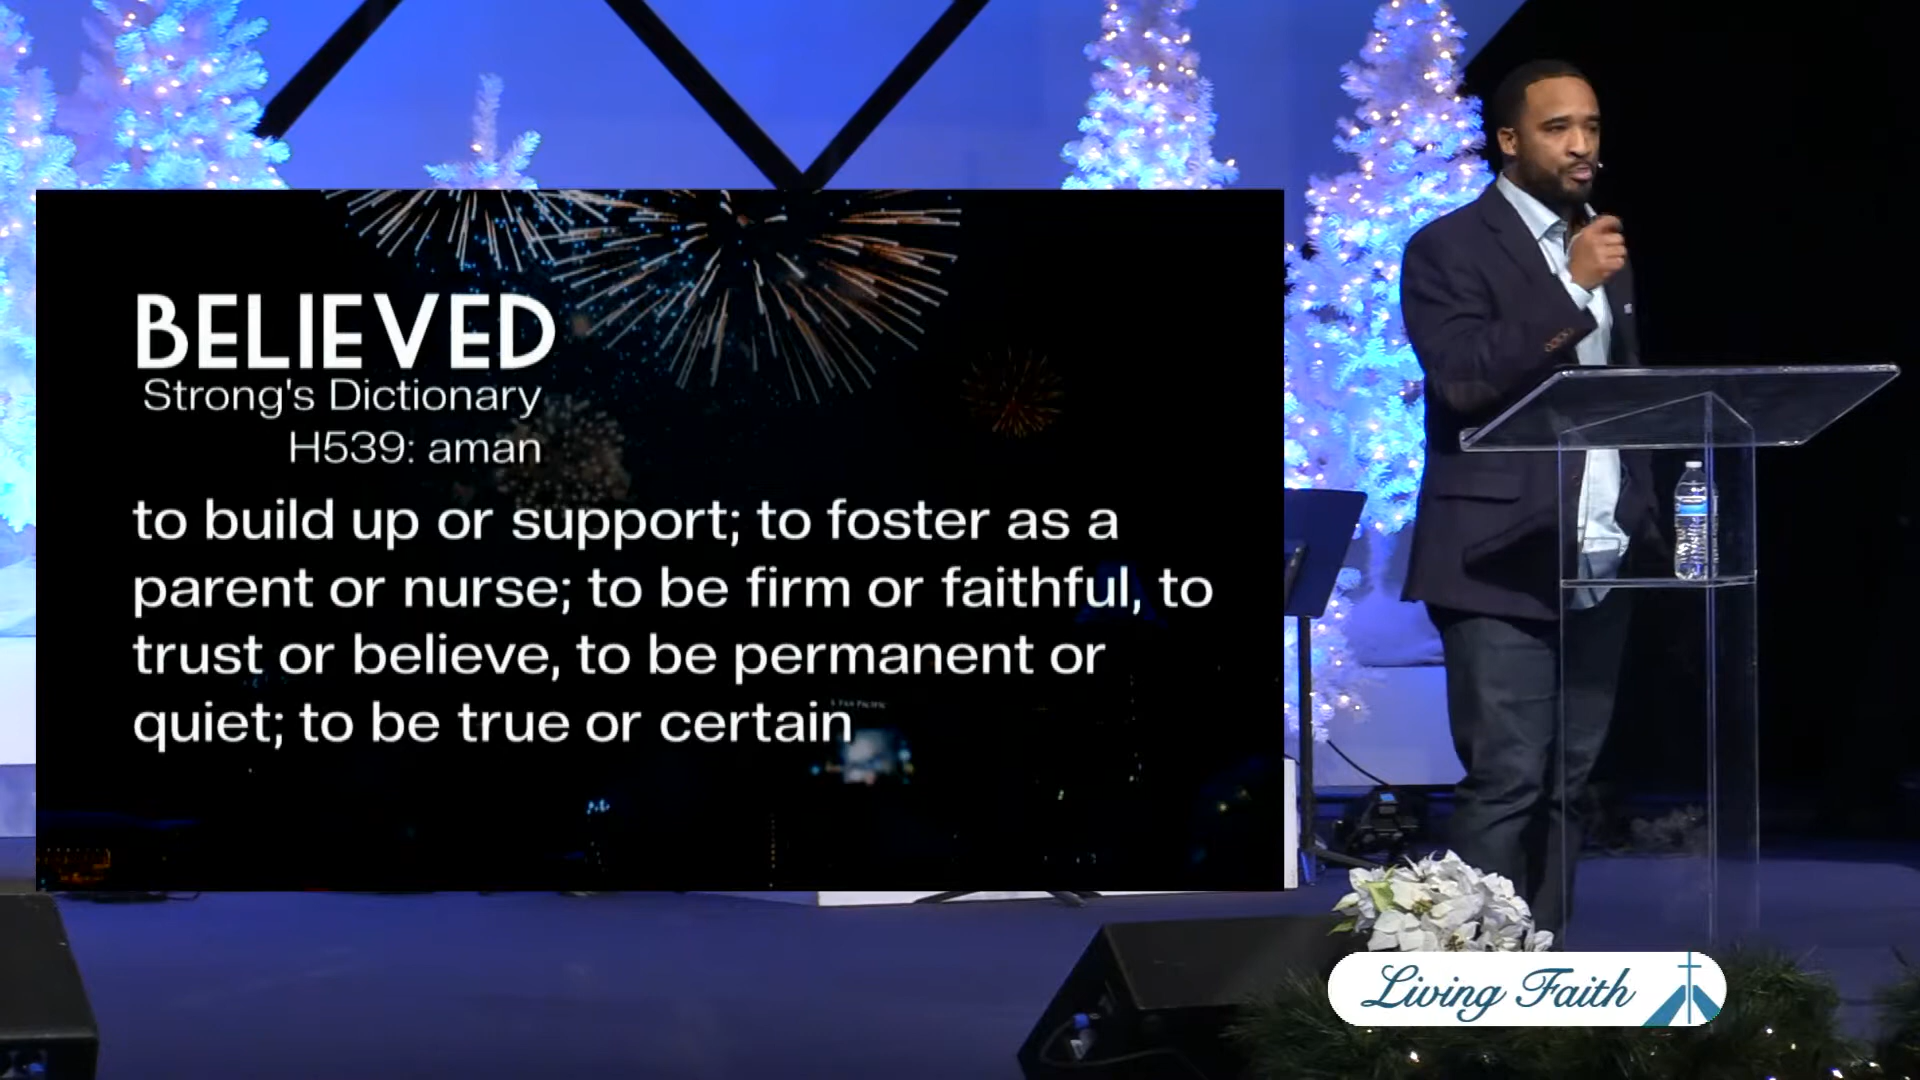 BELIEVED
Strong's Dictionary
H539: aman
to build up or support; to foster as a
parent or nurse; to be firm or faithful, to
trust or believe, to be permanent or
quiet; to be true or certain
Living Faith